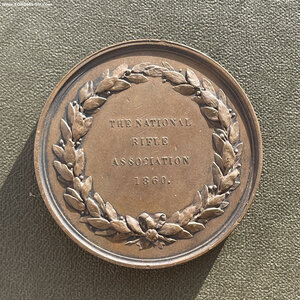 THE NATIONAL
RIFLE
ASSOCIATION
1860.